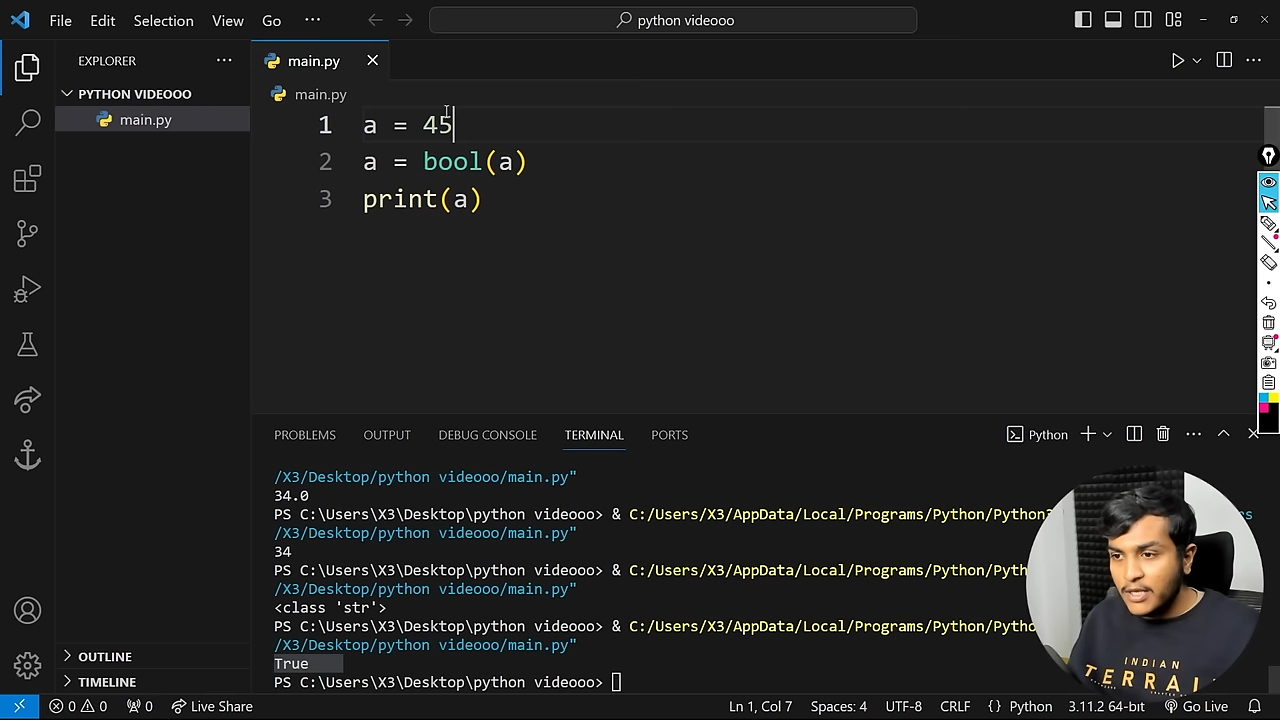 File Edit Selection View Go ··· python videooo
EXPLORER ··· main.py
PYTHON VIDEOOO main.py
main.py
1 a = 45
2 a = bool(a)
3 print(a)
PROBLEMS OUTPUT DEBUG CONSOLE TERMINAL PORTS Python
/X3/Desktop/python videooo/main.py"
34.0
PS C:\Users\X3\Desktop\python videooo> & C:/Users/X3/AppData/Local/Programs/Python/Python3
/X3/Desktop/python videooo/main.py"
34
PS C:\Users\X3\Desktop\python videooo> & C:/Users/X3/AppData/Local/Programs/Python/Pyth
/X3/Desktop/python videooo/main.py"
<class 'str'>
PS C:\Users\X3\Desktop\python videooo> & C:/Users/X3/AppData/Local/Programs/Python/Pytho
/X3/Desktop/python videooo/main.py"
True
PS C:\Users\X3\Desktop\python videooo>
INDIAN
TERRAI
OUTLINE
TIMELINE
0 0 0 Live Share Ln 1, Col 7 Spaces: 4 UTF-8 CRLF {} Python 3.11.2 64-bit Go Live